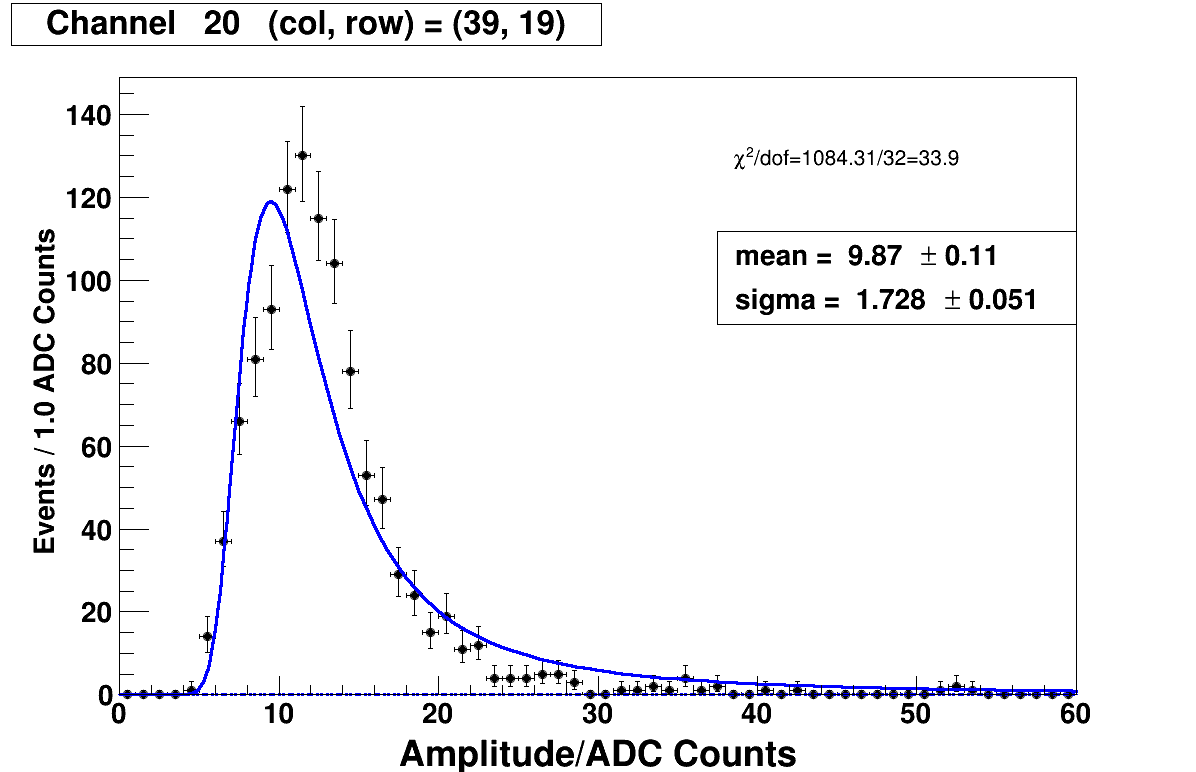 Channel 20 (col, row) = (39, 19)
140
120
100
80
60
40
20
0
Events / 1.0 ADC Counts
χ²/dof=1084.31/32=33.9
mean = 9.87 ± 0.11
sigma = 1.728 ± 0.051
0 10 20 30 40 50 60
Amplitude/ADC Counts